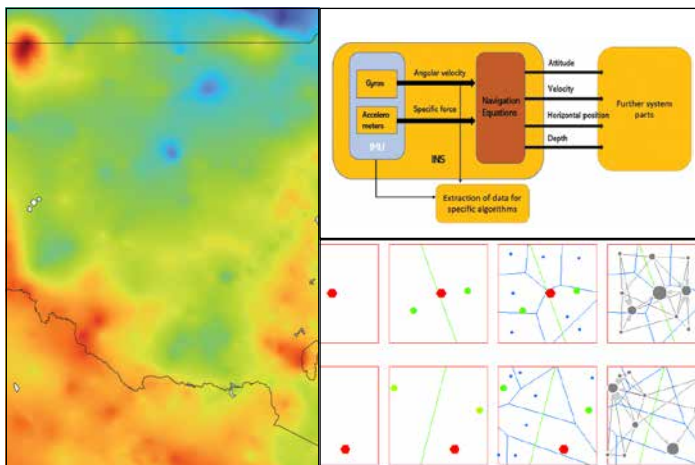 Gyros
Accelero
meters
IMU
Angular velocity
Specific force
INS
Navigation
Equations
Attitude
Velocity
Horizontal position
Depth
Further system
parts
Extraction of data for
specific algorithms